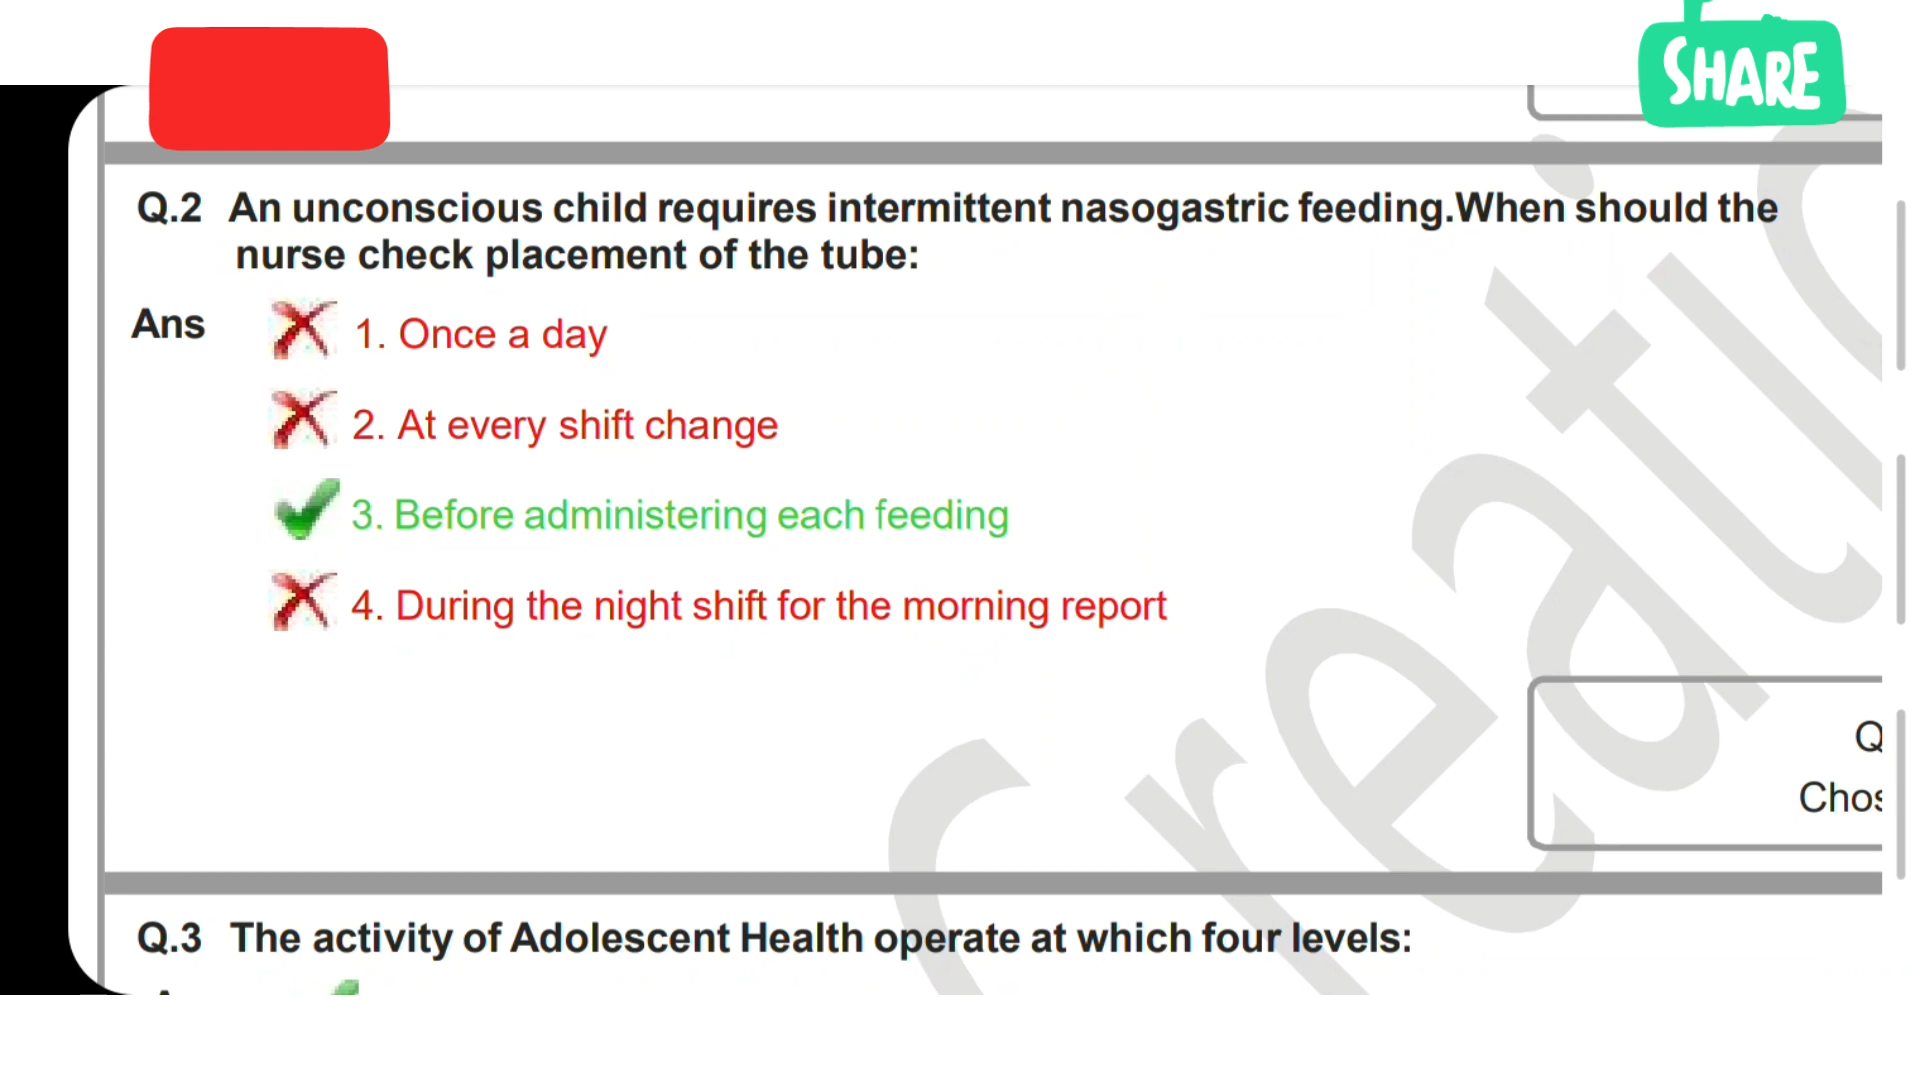 SHARE
Q.2 An unconscious child requires intermittent nasogastric feeding.When should the
nurse check placement of the tube:
Ans
1. Once a day
2. At every shift change
3. Before administering each feeding
4. During the night shift for the morning report
Q
Chos
Q.3 The activity of Adolescent Health operate at which four levels:
Creatio